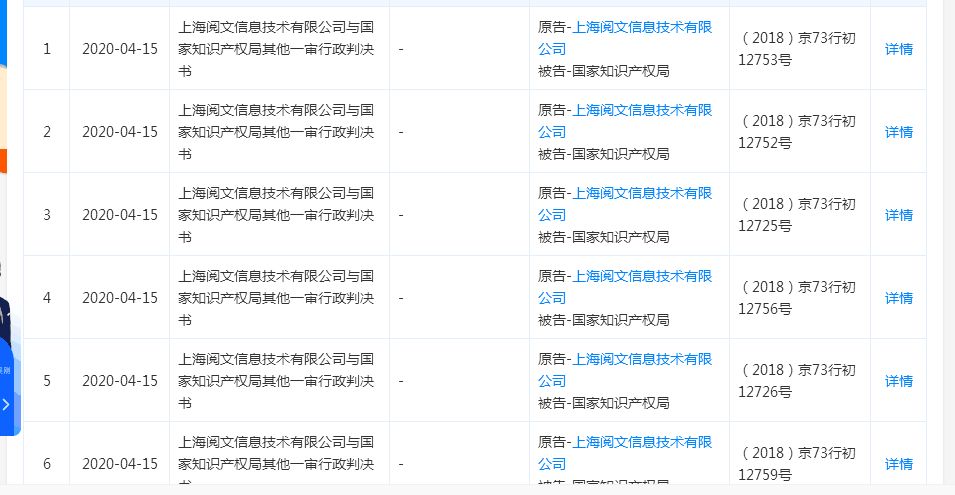 1
2020-04-15
上海阅文信息技术有限公司与国
家知识产权局其他一审行政判决
书
-
原告-上海阅文信息技术有限
公司
被告-国家知识产权局
（2018）京73行初
12753号
详情
2
2020-04-15
上海阅文信息技术有限公司与国
家知识产权局其他一审行政判决
书
-
原告-上海阅文信息技术有限
公司
被告-国家知识产权局
（2018）京73行初
12752号
详情
3
2020-04-15
上海阅文信息技术有限公司与国
家知识产权局其他一审行政判决
书
-
原告-上海阅文信息技术有限
公司
被告-国家知识产权局
（2018）京73行初
12725号
详情
4
2020-04-15
上海阅文信息技术有限公司与国
家知识产权局其他一审行政判决
书
-
原告-上海阅文信息技术有限
公司
被告-国家知识产权局
（2018）京73行初
12756号
详情
5
2020-04-15
上海阅文信息技术有限公司与国
家知识产权局其他一审行政判决
书
-
原告-上海阅文信息技术有限
公司
被告-国家知识产权局
（2018）京73行初
12726号
详情
6
2020-04-15
上海阅文信息技术有限公司与国
家知识产权局其他一审行政判决
-
原告-上海阅文信息技术有限
公司
（2018）京73行初
12759号
详情